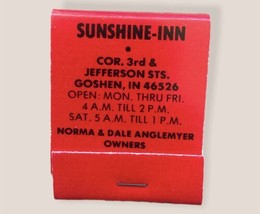 SUNSHINE-INN
•
COR. 3rd &
JEFFERSON STS.
GOSHEN, IN 46526
OPEN: MON. THRU FRI.
4 A.M. TILL 2 P.M.
SAT. 5 A.M. TILL 1 P.M.
NORMA & DALE ANGLEMYER
OWNERS